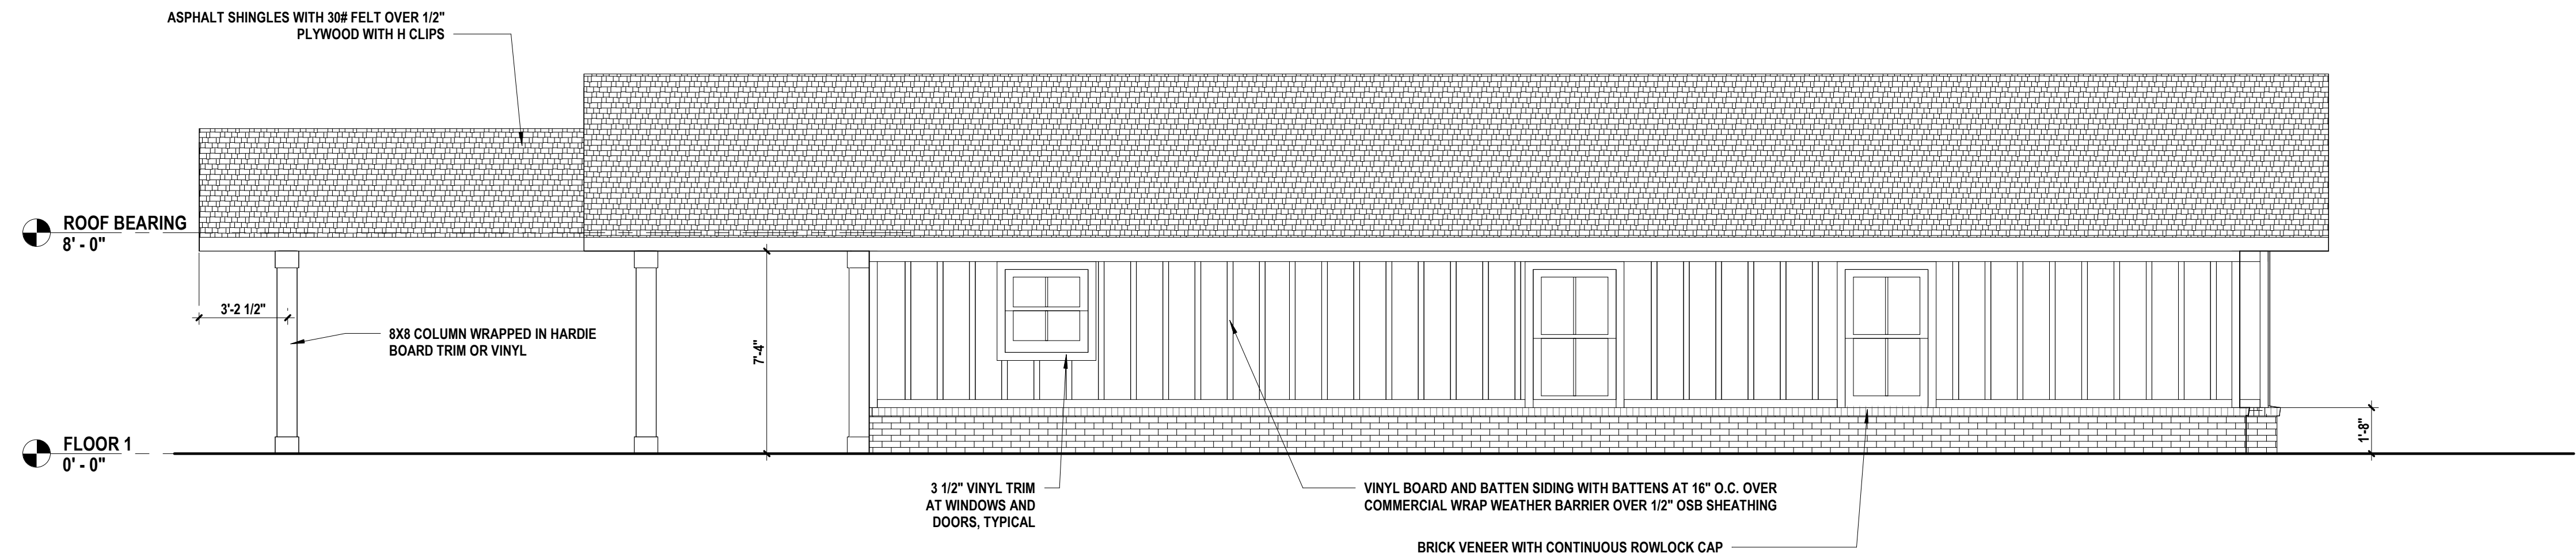 ASPHALT SHINGLES WITH 30# FELT OVER 1/2"
PLYWOOD WITH H CLIPS
ROOF BEARING
8' - 0"
3'-2 1/2"
8X8 COLUMN WRAPPED IN HARDIE
BOARD TRIM OR VINYL
7'-4"
1'-8"
FLOOR 1
0' - 0"
3 1/2" VINYL TRIM
AT WINDOWS AND
DOORS, TYPICAL
VINYL BOARD AND BATTEN SIDING WITH BATTENS AT 16" O.C. OVER
COMMERCIAL WRAP WEATHER BARRIER OVER 1/2" OSB SHEATHING
BRICK VENEER WITH CONTINUOUS ROWLOCK CAP